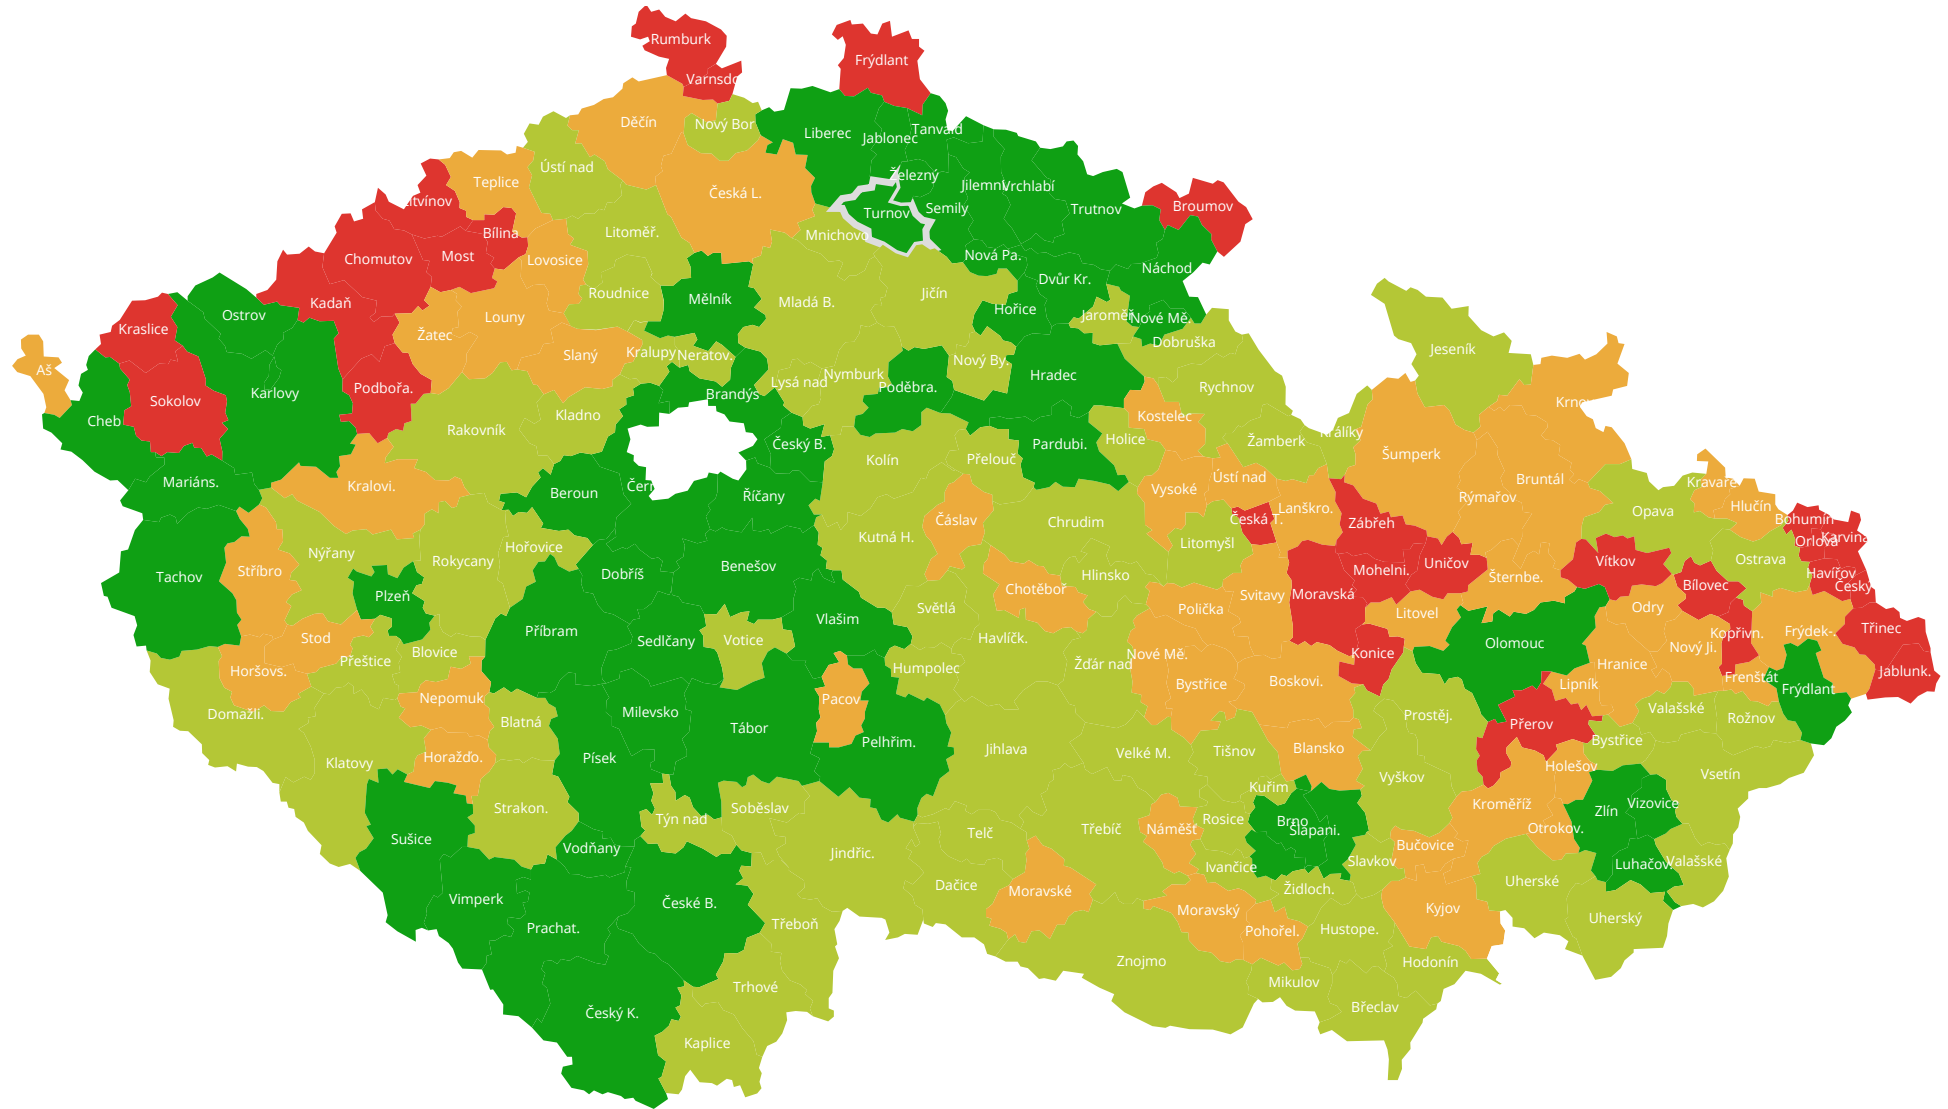 Rumburk
Frýdlant
Varnsdo
Děčín
Nový Bor
Liberec
Jablonec
Tanvald
Ústí nad
Teplice
Česká L.
Železný
Jilemni
Vrchlabí
Trutnov
Broumov
Litvínov
Bílina
Litoměř.
Mnichovo
Turnov
Semily
Chomutov
Most
Lovosice
Nová Pa.
Dvůr Kr.
Náchod
Kadaň
Roudnice
Mělník
Mladá B.
Jičín
Hořice
Jaroměř
Nové Mě.
Kraslice
Ostrov
Žatec
Louny
Slaný
Kralupy
Neratov.
Dobruška
Jeseník
Aš
Sokolov
Karlovy
Podbořa.
Lysá nad
Nymburk
Poděbra.
Nový By.
Hradec
Rychnov
Brandýs
Krnov
Cheb
Rakovník
Kladno
Český B.
Kolín
Přelouč
Pardubi.
Holice
Kostelec
Žamberk
Králíky
Šumperk
Mariáns.
Kralovi.
Beroun
Čern
Říčany
Vysoké
Ústí nad
Rýmařov
Bruntál
Kravaře
Hlučín
Opava
Bohumín
Čáslav
Chrudim
Česká T.
Lanškro.
Zábřeh
Orlová
Karviná
Tachov
Stříbro
Nýřany
Rokycany
Hořovice
Dobříš
Benešov
Kutná H.
Litomyšl
Mohelni.
Uničov
Šternbe.
Vítkov
Ostrava
Havířov
Český
Plzeň
Chotěboř
Hlinsko
Svitavy
Moravská
Litovel
Bílovec
Příbram
Sedlčany
Votice
Vlašim
Světlá
Polička
Odry
Stod
Přeštice
Blovice
Havlíčk.
Nové Mě.
Konice
Olomouc
Kopřivn.
Frýdek-.
Třinec
Horšovs.
Humpolec
Žďár nad
Bystřice
Boskovi.
Hranice
Nový Ji.
Jablunk.
Domažli.
Nepomuk
Blatná
Milevsko
Tábor
Pacov
Pelhřim.
Lipník
Frenštát
Frýdlant
Klatovy
Horažďo.
Písek
Jihlava
Velké M.
Tišnov
Blansko
Prostěj.
Přerov
Valašské
Rožnov
Bystřice
Holešov
Vsetín
Strakon.
Kuřim
Vyškov
Sušice
Týn nad
Soběslav
Telč
Třebíč
Náměšť
Rosice
Brno
Šlapani.
Kroměříž
Otrokov.
Zlín
Vizovice
Vodňany
Jindřic.
Ivančice
Slavkov
Bučovice
Luhačov.
Valašské
Vimperk
České B.
Dačice
Moravské
Židloch.
Uherské
Prachat.
Třeboň
Moravský
Pohořel.
Hustope.
Kyjov
Uherský
Český K.
Trhové
Znojmo
Mikulov
Hodonín
Kaplice
Břeclav